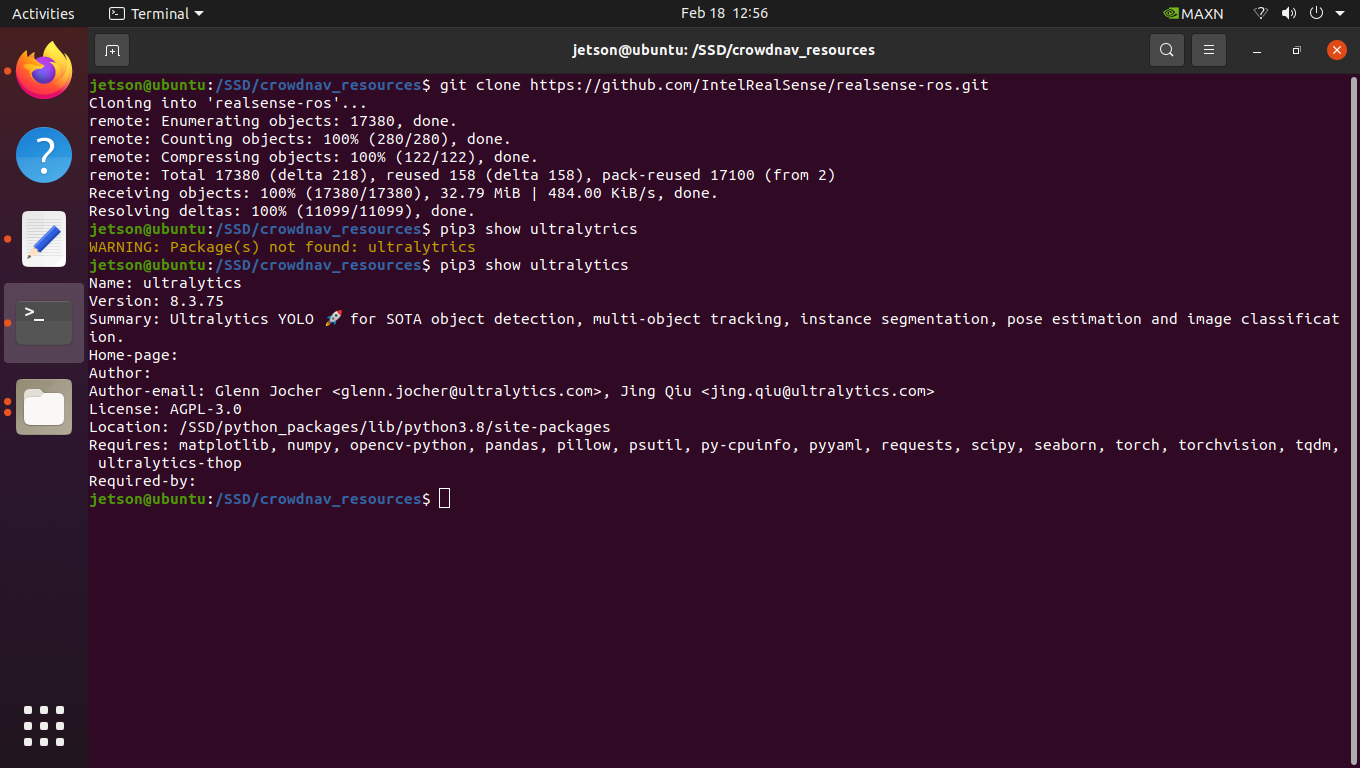 Activities
Terminal
Feb 18 12:56
MAXN
jetson@ubuntu: /SSD/crowdnav_resources
jetson@ubuntu:/SSD/crowdnav_resources$ git clone https://github.com/IntelRealSense/realsense-ros.git
Cloning into 'realsense-ros'...
remote: Enumerating objects: 17380, done.
remote: Counting objects: 100% (280/280), done.
remote: Compressing objects: 100% (122/122), done.
remote: Total 17380 (delta 218), reused 158 (delta 158), pack-reused 17100 (from 2)
Receiving objects: 100% (17380/17380), 32.79 MiB | 484.00 KiB/s, done.
Resolving deltas: 100% (11099/11099), done.
jetson@ubuntu:/SSD/crowdnav_resources$ pip3 show ultralytrics
WARNING: Package(s) not found: ultralytrics
jetson@ubuntu:/SSD/crowdnav_resources$ pip3 show ultralytics
Name: ultralytics
Version: 8.3.75
Summary: Ultralytics YOLO 🚀 for SOTA object detection, multi-object tracking, instance segmentation, pose estimation and image classificat
ion.
Home-page:
Author:
Author-email: Glenn Jocher <glenn.jocher@ultralytics.com>, Jing Qiu <jing.qiu@ultralytics.com>
License: AGPL-3.0
Location: /SSD/python_packages/lib/python3.8/site-packages
Requires: matplotlib, numpy, opencv-python, pandas, pillow, psutil, py-cpuinfo, pyyaml, requests, scipy, seaborn, torch, torchvision, tqdm,
 ultralytics-thop
Required-by:
jetson@ubuntu:/SSD/crowdnav_resources$